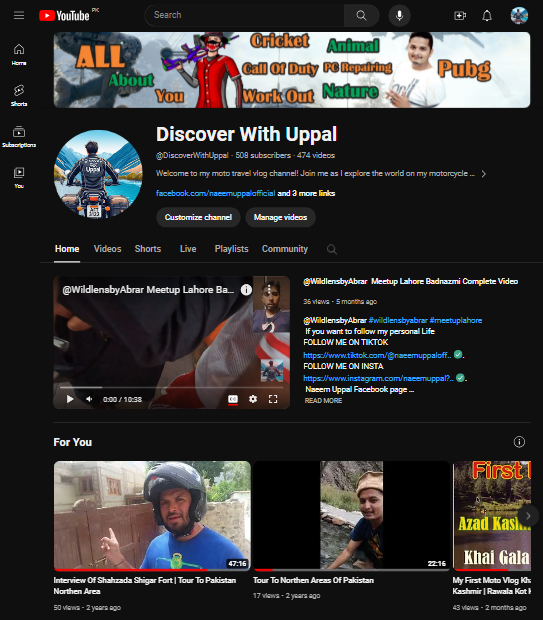 YouTube PK
Search
Home
Shorts
Subscriptions
You
ALL
About
You
Cricket
Call Of Duty
Work Out
Animal
PC Repairing
Nature
Pubg
Uppal
Discover With Uppal
@DiscoverWithUppal · 508 subscribers · 474 videos
Welcome to my moto travel vlog channel! Join me as I explore the world on my motorcycle ...
facebook.com/naeemuppalofficial and 3 more links
Customize channel
Manage videos
Home Videos Shorts Live Playlists Community
@WildlensbyAbrar Meetup Lahore Ba...
0:00 / 10:38
@WildlensbyAbrar Meetup Lahore Badnazmi Complete Video
36 views · 5 months ago
@WildlensbyAbrar #wildlensbyabrar #meetuplahore
If you want to follow my personal Life
FOLLOW ME ON TIKTOK
https://www.tiktok.com/@naeemuppaloff..
FOLLOW ME ON INSTA
https://www.instagram.com/naeemuppal?..
Naeem Uppal Facebook page ...
READ MORE
For You
47:16
Interview Of Shahzada Shigar Fort | Tour To Pakistan
Northen Area
50 views · 2 years ago
22:16
Tour To Northen Areas Of Pakistan
17 views · 2 years ago
First
Azad Kash
Khai Gala
My First Moto Vlog Kh
Kashmir | Rawala Kot K
43 views · 2 months ago